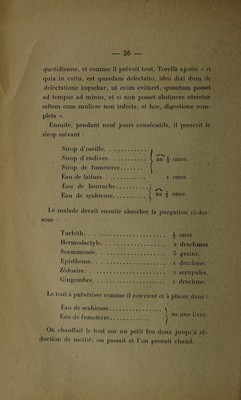 — 36 —
quotidienne, et comme il prévoit tout, Torella ajoute « et
quia in coitu, est quædam delectatio, ideo dixi dum de
delectatione loquebar, ut enim evitaret, quantum posset
ad tempus ad minus, et si non posset abstinere uteretur
saltem cum muliere non infecta, et hoc, digestione com-
pleta ».
Ensuite, pendant neuf jours consécutifs, il prescrit le
sirop suivant :
Sirop d'oseille. . . . . . . . . . . .
Sirop d'endives. . . . . . . . . . . . aa ½ once.
Sirop de fumeterre. . . . . . .
Eau de laitues. . . . . . . . . . . . 1 once.
Eau de bourache. . . . . . . . .
Eau de scabieuse. . . . . . . . . aa ½ once.
Le malade devait ensuite absorber la purgation ci-des-
sous :
Turbith. . . . . . . . . . . . . . . . . . ½ once
Hermodactyle. . . . . . . . . . . . . 2 drachmes
Scammonée. . . . . . . . . . . . . . 5 grains.
Epistheme. . . . . . . . . . . . . . . 1 drachme.
Zédoaire. . . . . . . . . . . . . . . . scrupules.
Gingembre. . . . . . . . . . . . . . . 1 drachme.
Le tout à pulvériser comme il convient et à placer dans :
Eau de scabieuse. . . . . . . . . . .
Eau de fumeterre. . . . . . . . . . . aa une livre.
On chauffait le tout sur un petit feu doux jusqu'à ré-
duction de moitié; on passait et l'on prenait chaud.